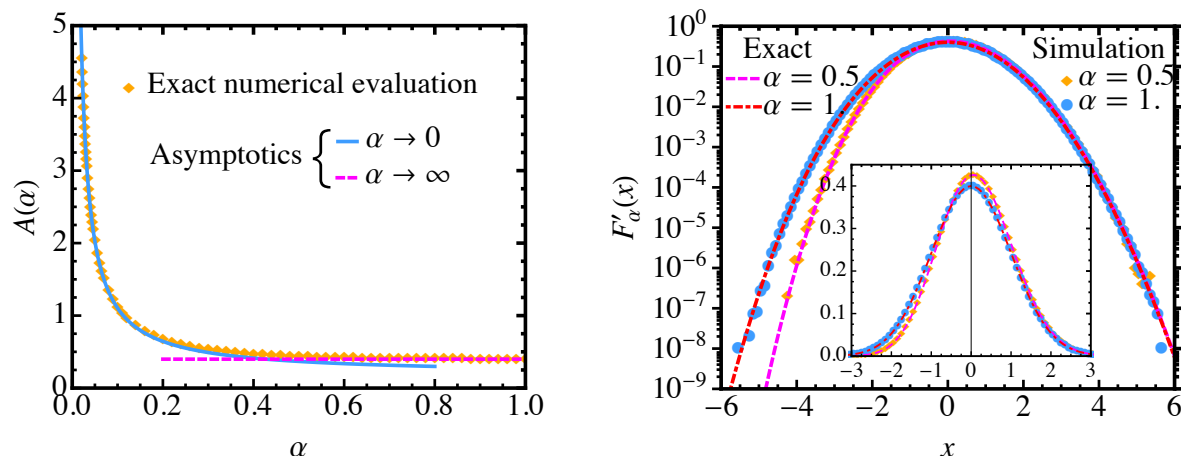 5
4
3
2
1
0
0.0 0.2 0.4 0.6 0.8 1.0
A(α)
α
Exact numerical evaluation
Asymptotics { α → 0
α → ∞
10^0
10^-1
10^-2
10^-3
10^-4
10^-5
10^-6
10^-7
10^-8
10^-9
−6 −4 −2 0 2 4 6
F′α(x)
x
Exact
α = 0.5
α = 1.
Simulation
α = 0.5
α = 1.
0.4
0.3
0.2
0.1
0.0
−3 −2 −1 0 1 2 3